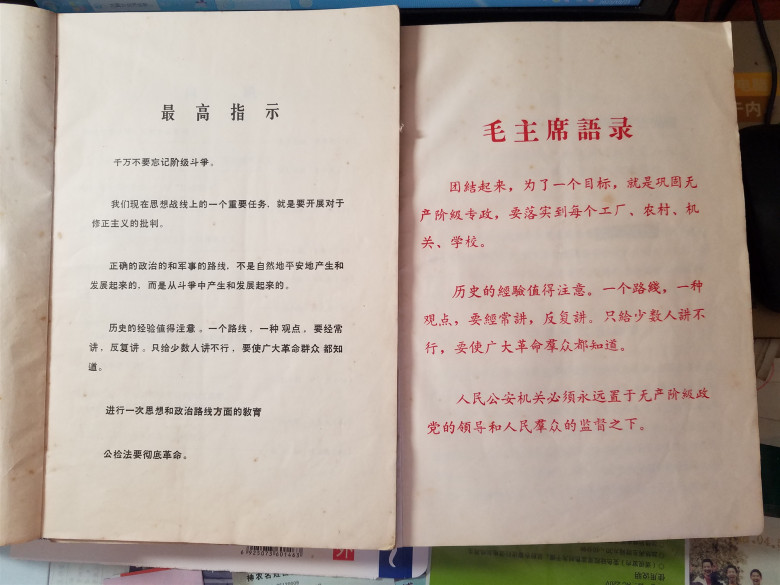 最高指示
千万不要忘记阶级斗争。
我们现在思想战线上的一个重要任务,就是要开展对于
修正主义的批判。
正确的政治的和军事的路线,不是自然地平安地产生和
发展起来的,而是从斗争中产生和发展起来的。
历史的经验值得注意。一个路线,一种观点,要经常
讲,反复讲。只给少数人讲不行,要使广大革命群众都知
道。
进行一次思想和政治路线方面的教育
公检法要彻底革命。
毛主席語录
团結起来,为了一个目标,就是巩固无
产阶級专政,要落实到每个工厂、农村、机
关、学校。
历史的經驗值得注意。一个路綫,一种
观点,要經常讲,反复讲。只给少数人讲不
行,要使广大革命羣众都知道。
人民公安机关必须永远置于无产阶級政
党的领导和人民羣众的监督之下。
6925073601463
使用说明